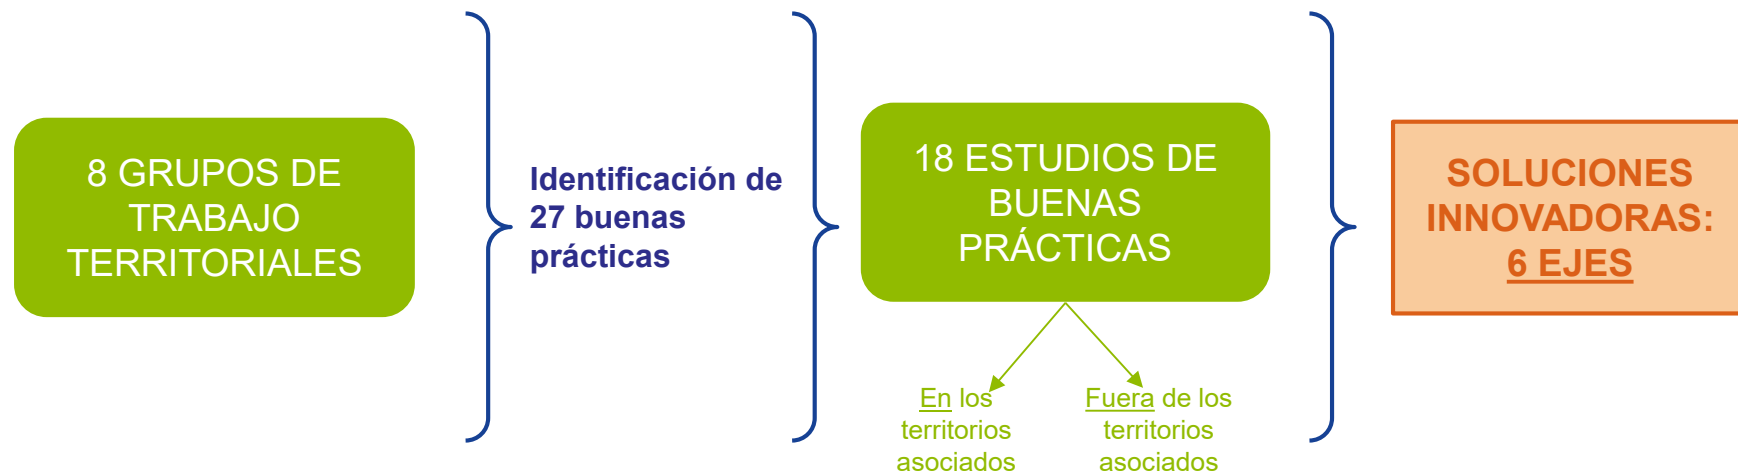 8 GRUPOS DE
TRABAJO
TERRITORIALES
Identificación de
27 buenas
prácticas
18 ESTUDIOS DE
BUENAS
PRÁCTICAS
En los
territorios
asociados
Fuera de los
territorios
asociados
SOLUCIONES
INNOVADORAS:
6 EJES